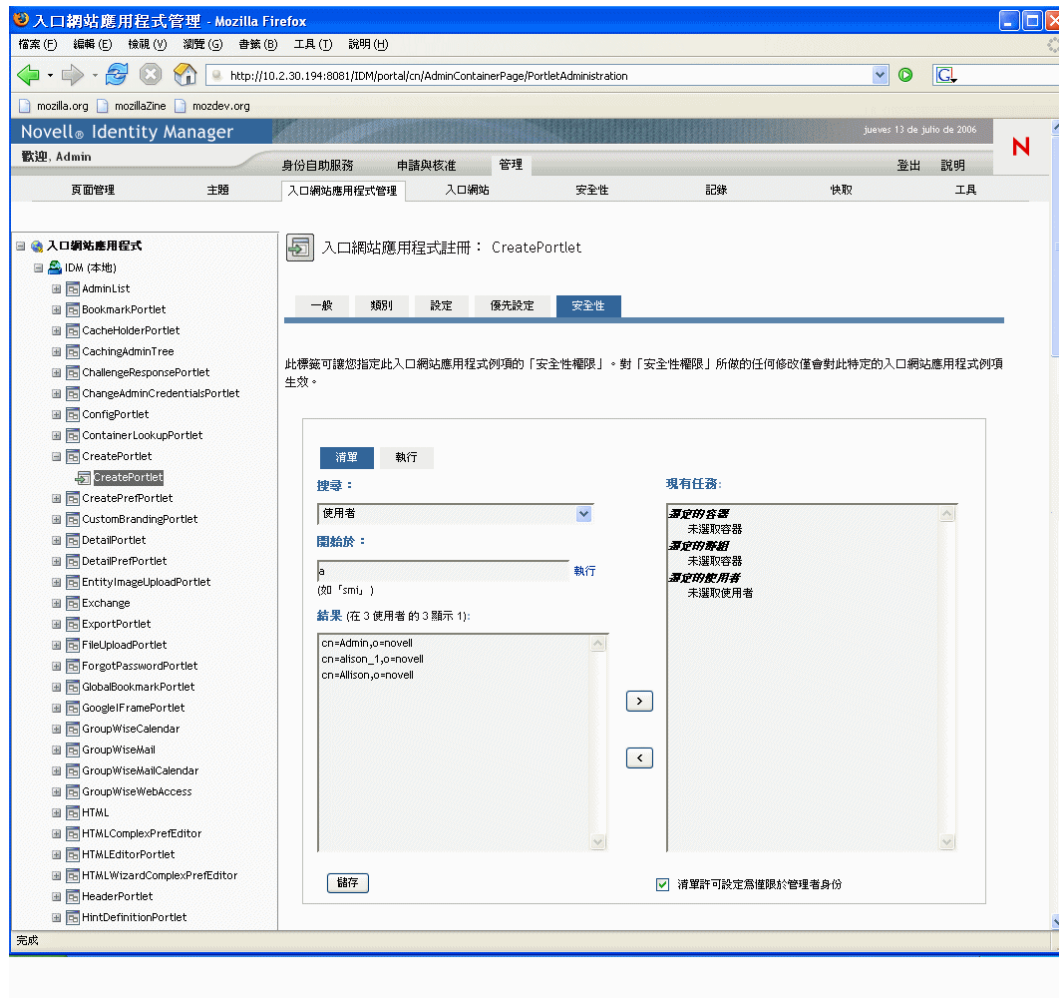 入口網站應用程式管理 - Mozilla Firefox
檔案(F) 編輯(E) 檢視(V) 瀏覽(G) 書籤(B) 工具(T) 說明(H)
http://10.2.30.194:8081/IDM/portal/cn/AdminContainerPage/PortletAdministration
mozilla.org mozillaZine mozdev.org
Novell® Identity Manager
jueves 13 de julio de 2006
N
歡迎, Admin
身份自助服務 申請與核准 管理 登出 說明
頁面管理 主題 入口網站應用程式管理 入口網站 安全性 記錄 快取 工具
入口網站應用程式
IDM (本地)
AdminList
BookmarkPortlet
CacheHolderPortlet
CachingAdminTree
ChallengeResponsePortlet
ChangeAdminCredentialsPortlet
ConfigPortlet
ContainerLookupPortlet
CreatePortlet
CreatePortlet
CreatePrefPortlet
CustomBrandingPortlet
DetailPortlet
DetailPrefPortlet
EntityImageUploadPortlet
Exchange
ExportPortlet
FileUploadPortlet
ForgotPasswordPortlet
GlobalBookmarkPortlet
GoogleIFramePortlet
GroupWiseCalendar
GroupWiseMail
GroupWiseMailCalendar
GroupWiseWebAccess
HTML
HTMLComplexPrefEditor
HTMLEditorPortlet
HTMLWizardComplexPrefEditor
HeaderPortlet
HintDefinitionPortlet
入口網站應用程式註冊： CreatePortlet
一般 類別 設定 優先設定 安全性
此標籤可讓您指定此入口網站應用程式例項的「安全性權限」。對「安全性權限」所做的任何修改僅會對此特定的入口網站應用程式例項
生效。
清單 執行
搜尋：
使用者
開始於：
a
執行
(如「smi」)
結果 (在 3 使用者 的 3 顯示 1):
cn=Admin,o=novell
cn=alison_1,o=novell
cn=Allison,o=novell
>
<
現有任務:
選定的容器
未選取容器
選定的群組
未選取容器
選定的使用者
未選取使用者
儲存
清單許可設定為僅限於管理者身份
完成